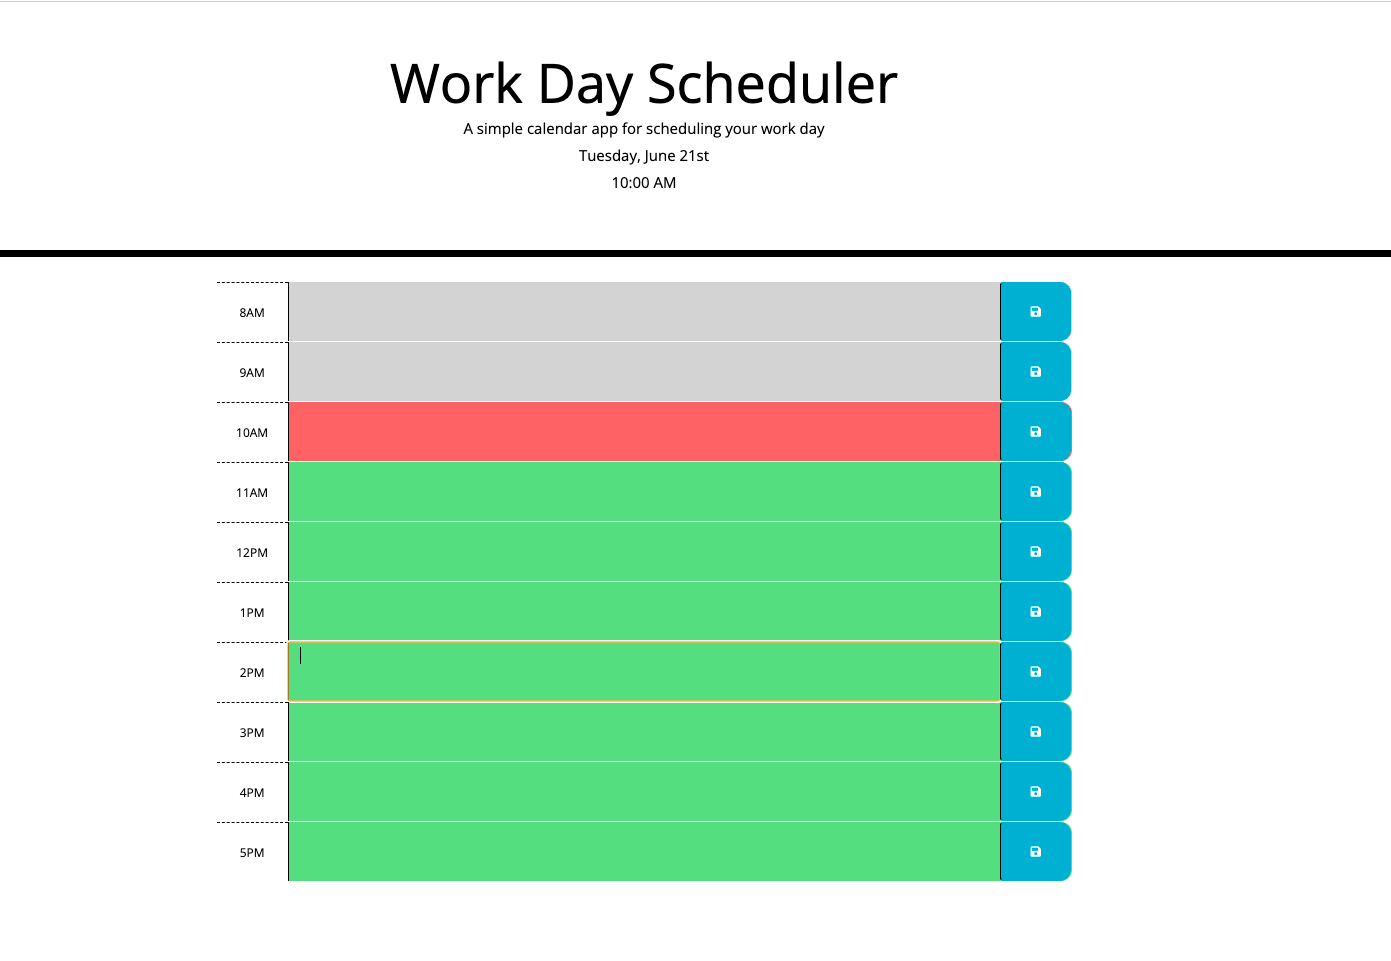 Work Day Scheduler
A simple calendar app for scheduling your work day
Tuesday, June 21st
10:00 AM
8AM
9AM
10AM
11AM
12PM
1PM
2PM
3PM
4PM
5PM